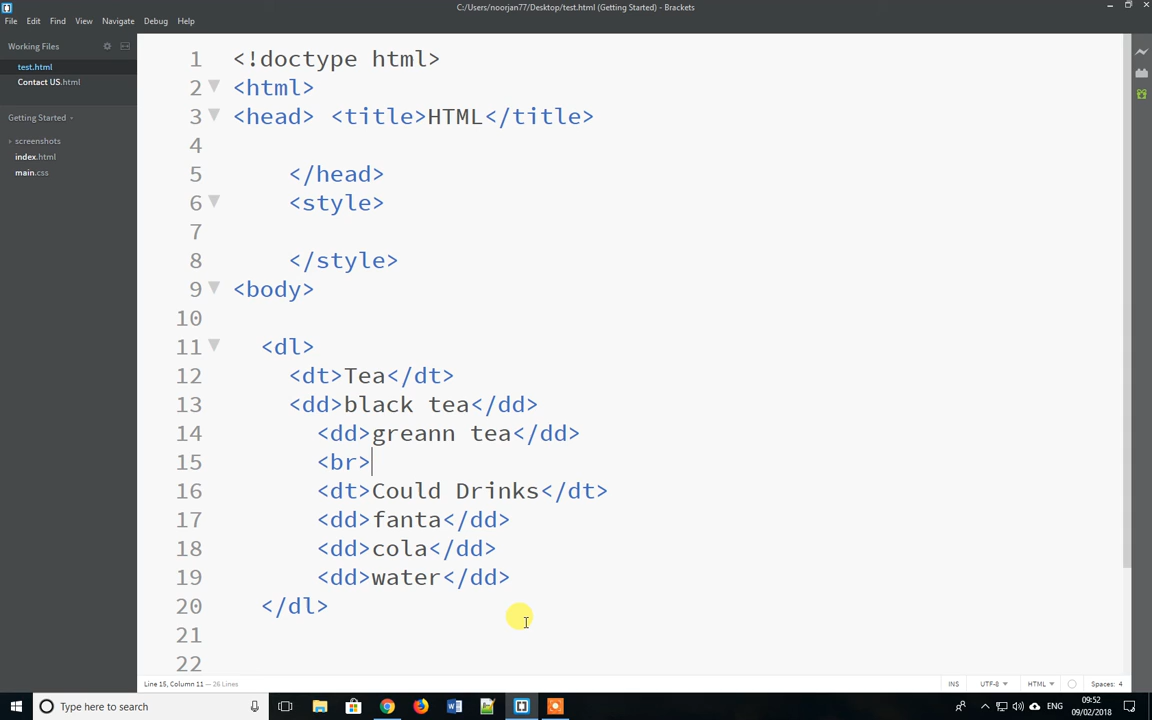 C:/Users/noorjan77/Desktop/test.html (Getting Started) - Brackets
File Edit Find View Navigate Debug Help
Working Files
test.html
Contact US.html
Getting Started
screenshots
index.html
main.css
1 <!doctype html>
2 <html>
3 <head> <title>HTML</title>
4
5 </head>
6 <style>
7
8 </style>
9 <body>
10
11 <dl>
12 <dt>Tea</dt>
13 <dd>black tea</dd>
14 <dd>greann tea</dd>
15 <br>
16 <dt>Could Drinks</dt>
17 <dd>fanta</dd>
18 <dd>cola</dd>
19 <dd>water</dd>
20 </dl>
21
22
Line 15, Column 11 — 26 Lines
INS UTF-8 HTML Spaces: 4
Type here to search
ENG
09:52
09/02/2018